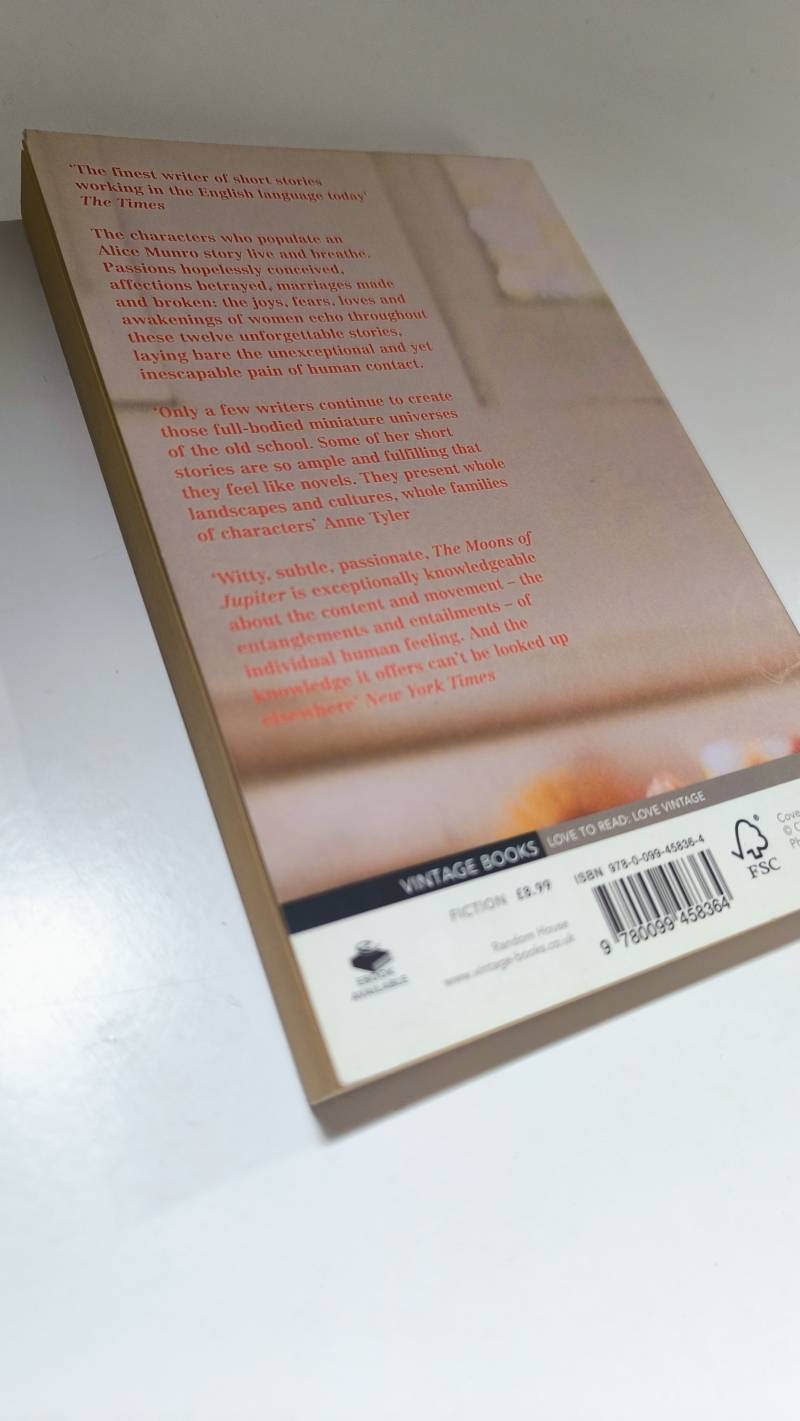 'The finest writer of short stories
working in the English language today'
The Times
The characters who populate an
Alice Munro story live and breathe.
Passions hopelessly conceived,
affections betrayed, marriages made
and broken: the joys, fears, loves and
awakenings of women echo throughout
these twelve unforgettable stories,
laying bare the unexceptional and yet
inescapable pain of human contact.
'Only a few writers continue to create
those full-bodied miniature universes
of the old school. Some of her short
stories are so ample and fulfilling that
they feel like novels. They present whole
landscapes and cultures, whole families
of characters' Anne Tyler
'Witty, subtle, passionate, The Moons of
Jupiter is exceptionally knowledgeable
about the content and movement – the
entanglements and entailments – of
individual human feeling. And the
knowledge it offers can't be looked up
elsewhere' New York Times
VINTAGE BOOKS LOVE TO READ: LOVE VINTAGE
FICTION £8.99
ISBN 978-0-099-45836-4
Random House
www.vintage-books.co.uk
EBOOK
AVAILABLE
9 780099 458364
FSC
®
©